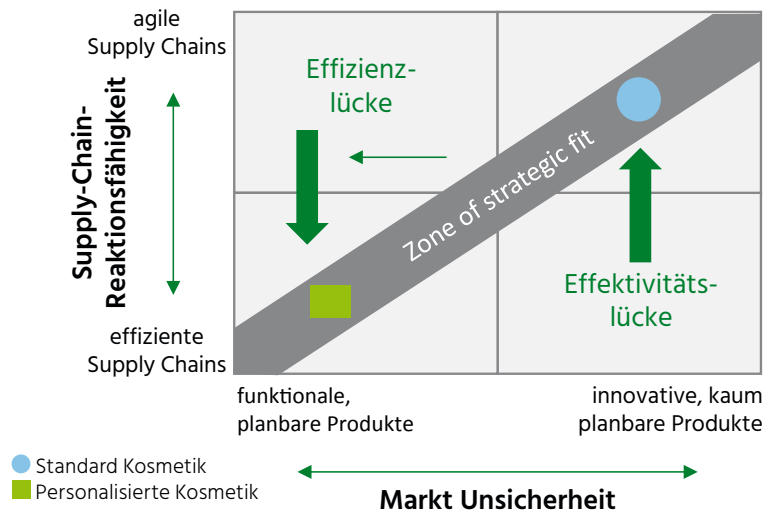 agile
Supply Chains
Effizienz-
lücke
Supply-Chain-
Reaktionsfähigkeit
Zone of strategic fit
Effektivitäts-
lücke
effiziente
Supply Chains
funktionale,
planbare Produkte
innovative, kaum
planbare Produkte
Standard Kosmetik
Personalisierte Kosmetik
Markt Unsicherheit